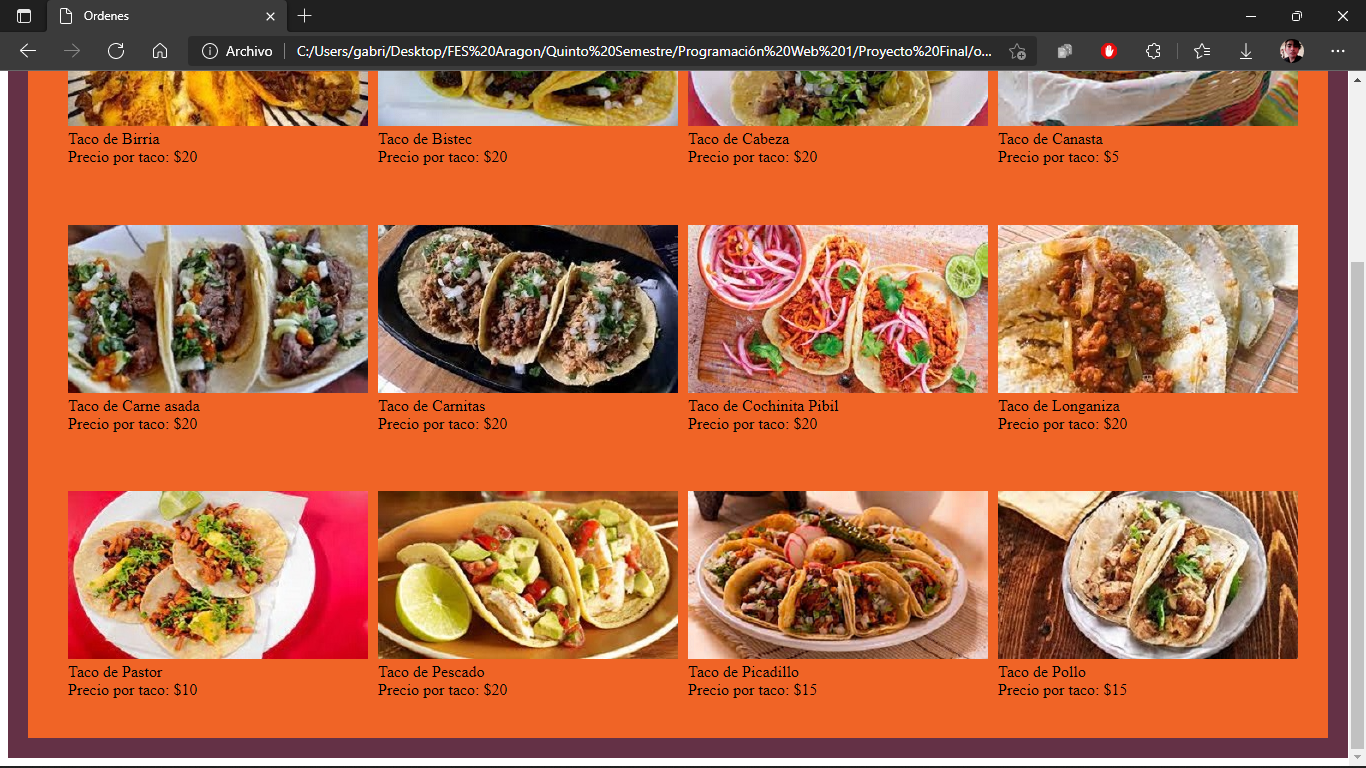 Ordenes
Archivo
C:/Users/gabri/Desktop/FES%20Aragon/Quinto%20Semestre/Programación%20Web%201/Proyecto%20Final/o...
Taco de Birria
Precio por taco: $20
Taco de Bistec
Precio por taco: $20
Taco de Cabeza
Precio por taco: $20
Taco de Canasta
Precio por taco: $5
Taco de Carne asada
Precio por taco: $20
Taco de Carnitas
Precio por taco: $20
Taco de Cochinita Pibil
Precio por taco: $20
Taco de Longaniza
Precio por taco: $20
Taco de Pastor
Precio por taco: $10
Taco de Pescado
Precio por taco: $20
Taco de Picadillo
Precio por taco: $15
Taco de Pollo
Precio por taco: $15